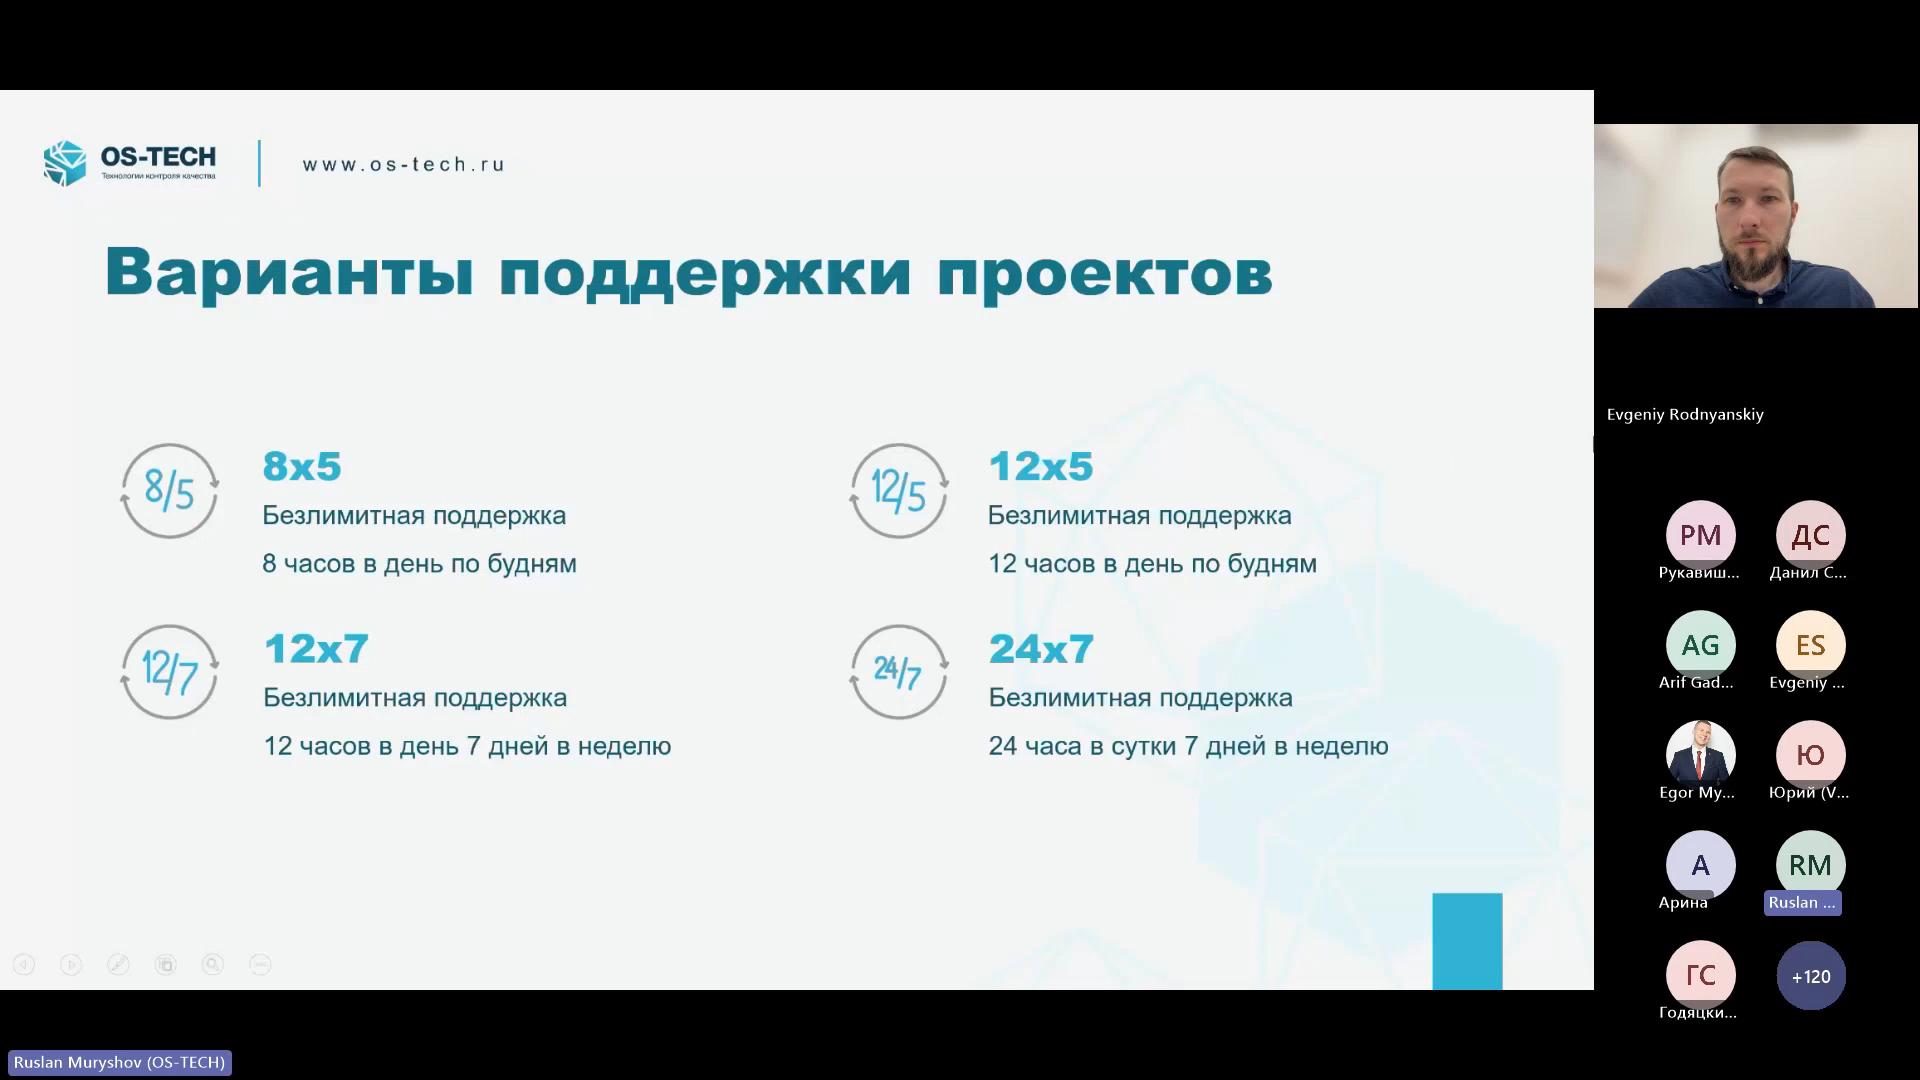 OS-TECH
Технологии контроля качества
www.os-tech.ru
Варианты поддержки проектов
8/5
8x5
Безлимитная поддержка
8 часов в день по будням
12/5
12x5
Безлимитная поддержка
12 часов в день по будням
12/7
12x7
Безлимитная поддержка
12 часов в день 7 дней в неделю
24/7
24x7
Безлимитная поддержка
24 часа в сутки 7 дней в неделю
Evgeniy Rodnyanskiy
РМ
Рукавиш...
ДС
Данил С...
AG
Arif Gad...
ES
Evgeniy ...
Egor My...
Ю
Юрий (V...
А
Арина
RM
Ruslan ...
ГС
Годяцки...
+120
Ruslan Muryshov (OS-TECH)